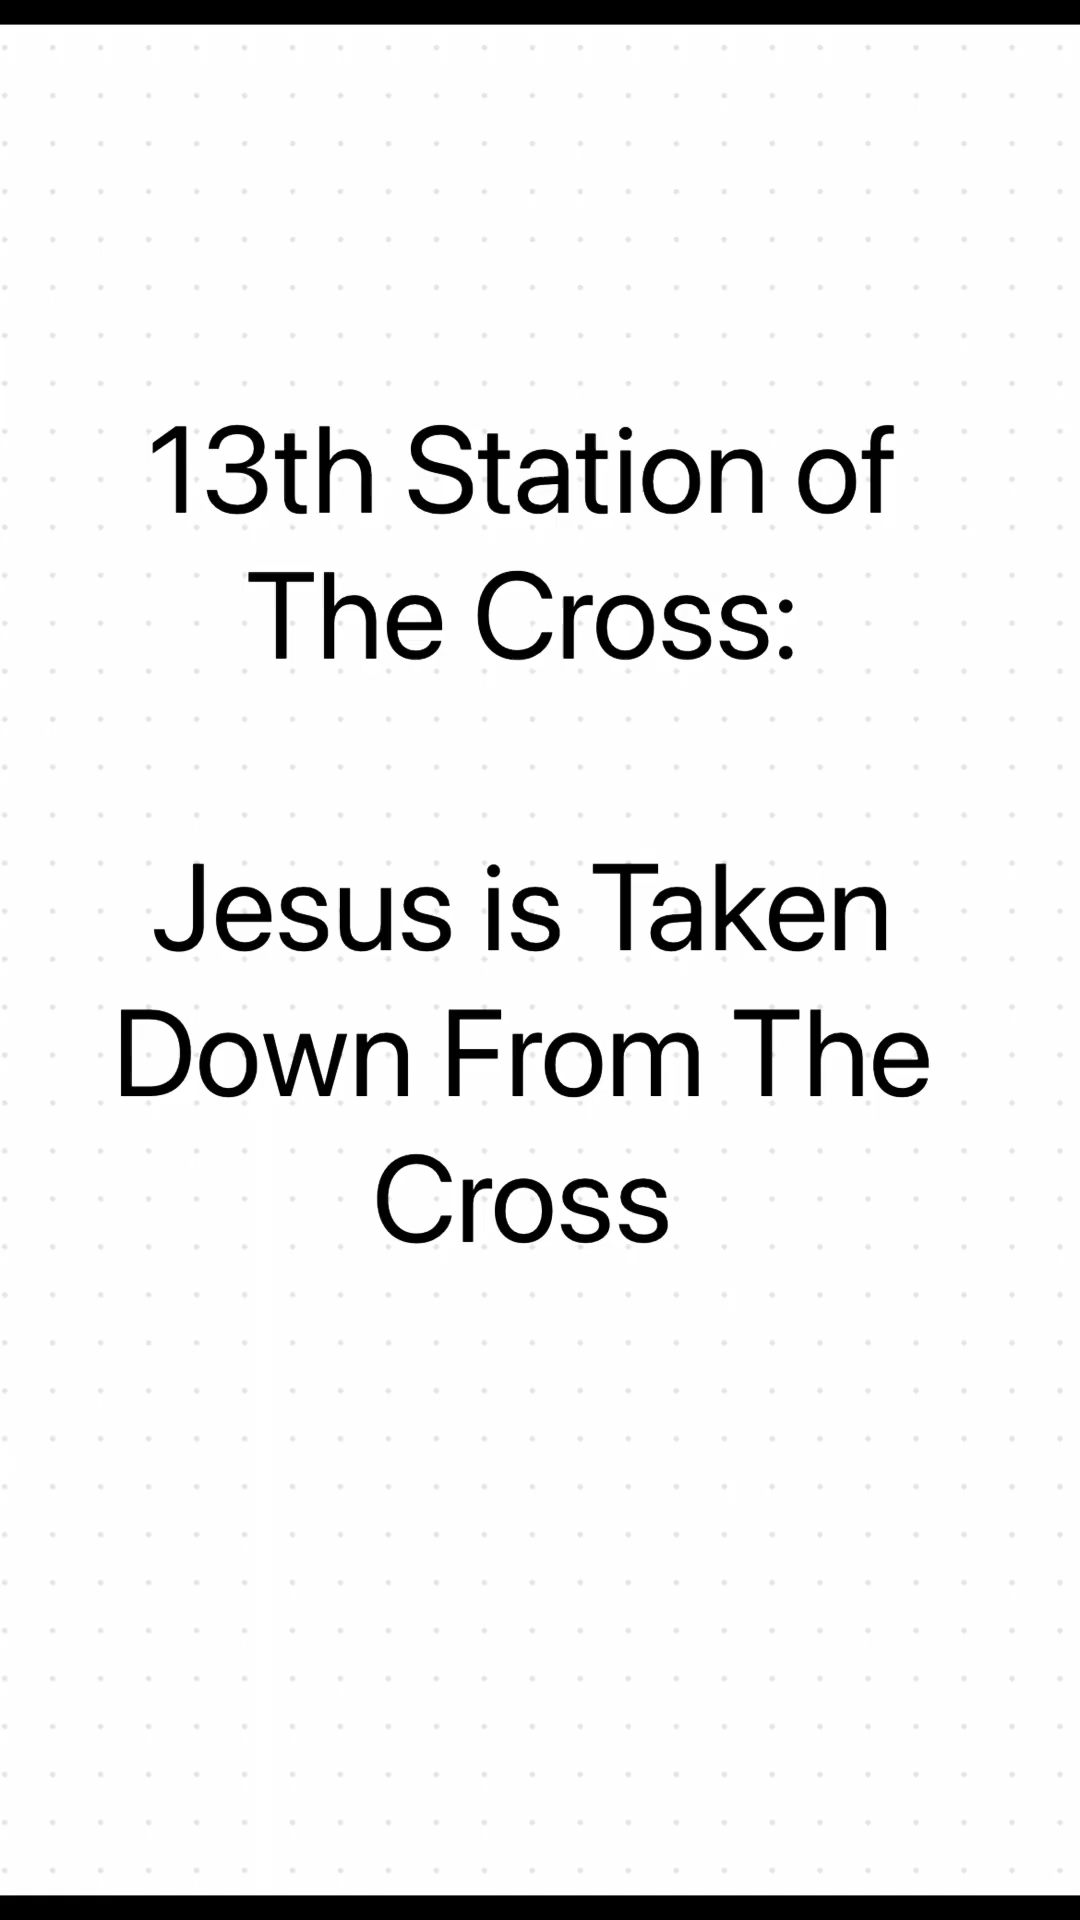 13th Station of
The Cross:
Jesus is Taken
Down From The
Cross